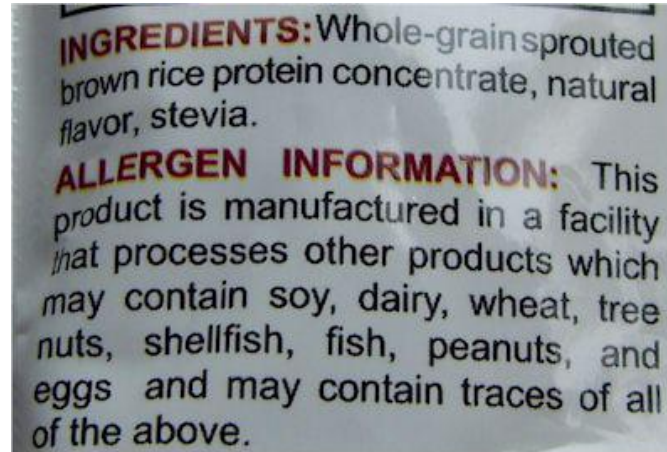 INGREDIENTS: Whole-grain sprouted
brown rice protein concentrate, natural
flavor, stevia.
ALLERGEN INFORMATION: This
product is manufactured in a facility
that processes other products which
may contain soy, dairy, wheat, tree
nuts, shellfish, fish, peanuts, and
eggs and may contain traces of all
of the above.